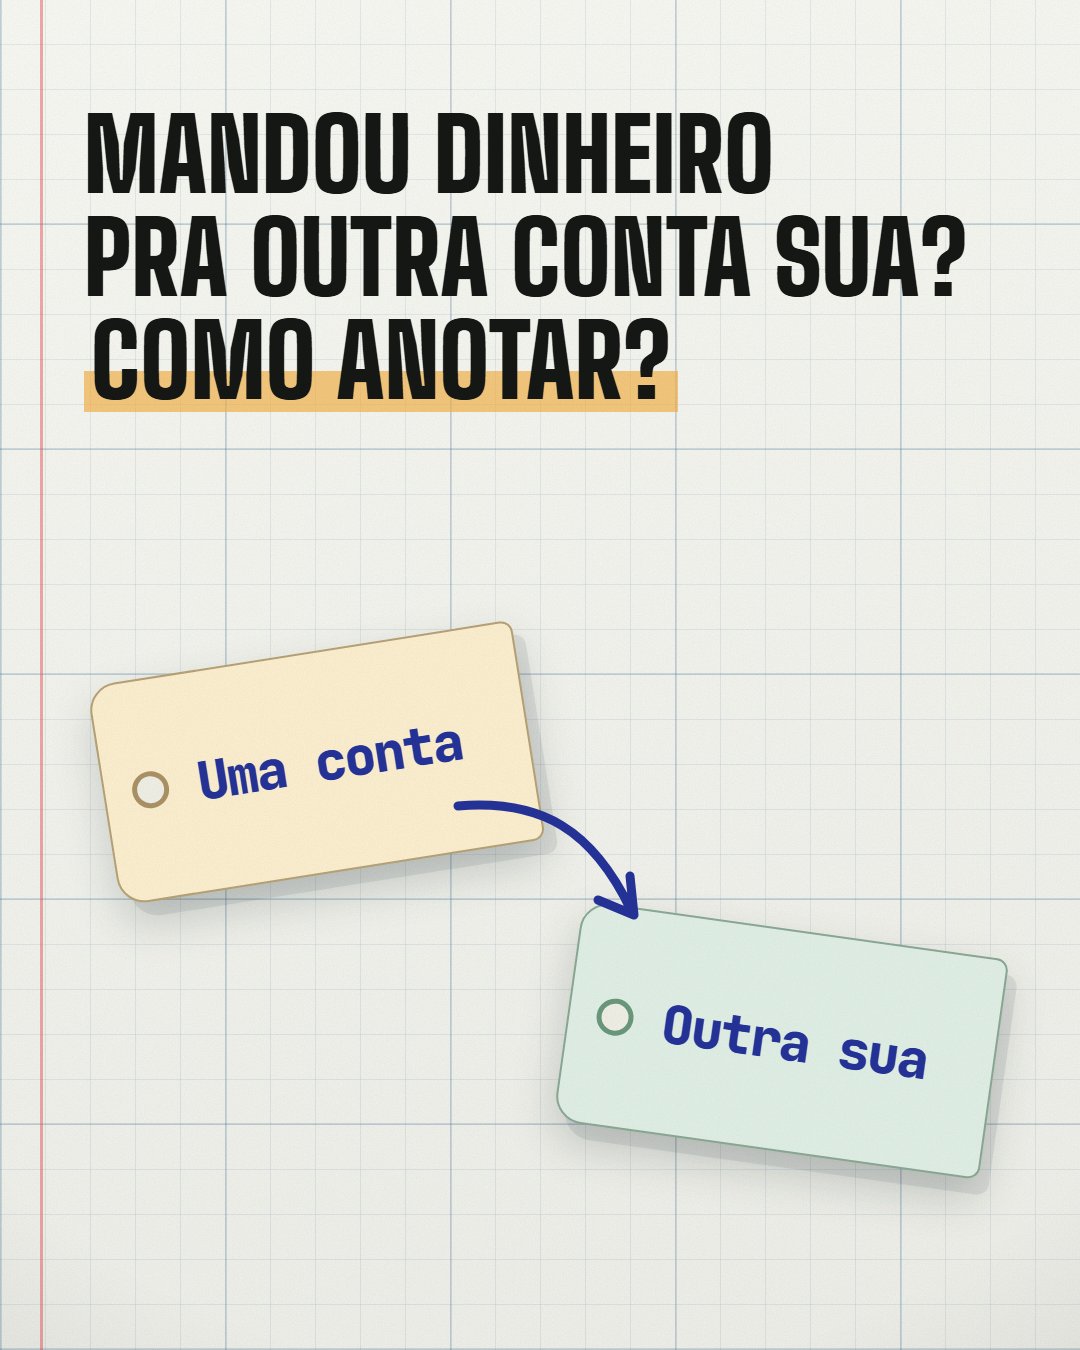 MANDOU DINHEIRO
PRA OUTRA CONTA SUA?
COMO ANOTAR?
Uma conta
Outra sua